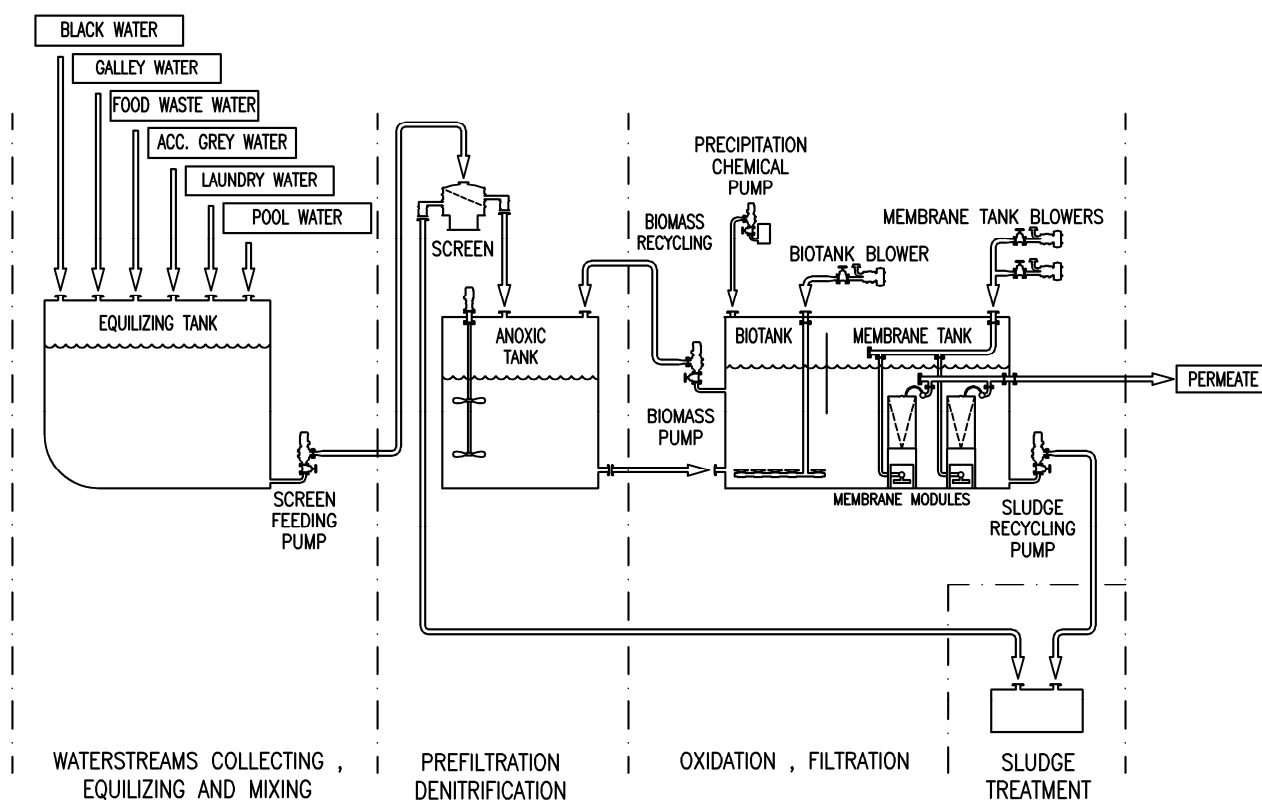 BLACK WATER
GALLEY WATER
FOOD WASTE WATER
ACC. GREY WATER
LAUNDRY WATER
POOL WATER
EQUILIZING TANK
SCREEN
FEEDING
PUMP
SCREEN
ANOXIC
TANK
BIOMASS
RECYCLING
PRECIPITATION
CHEMICAL
PUMP
BIOTANK BLOWER
MEMBRANE TANK BLOWERS
BIOTANK
MEMBRANE TANK
BIOMASS
PUMP
MEMBRANE MODULES
PERMEATE
SLUDGE
RECYCLING
PUMP
WATERSTREAMS COLLECTING ,
EQUILIZING AND MIXING
PREFILTRATION
DENITRIFICATION
OXIDATION , FILTRATION
SLUDGE
TREATMENT